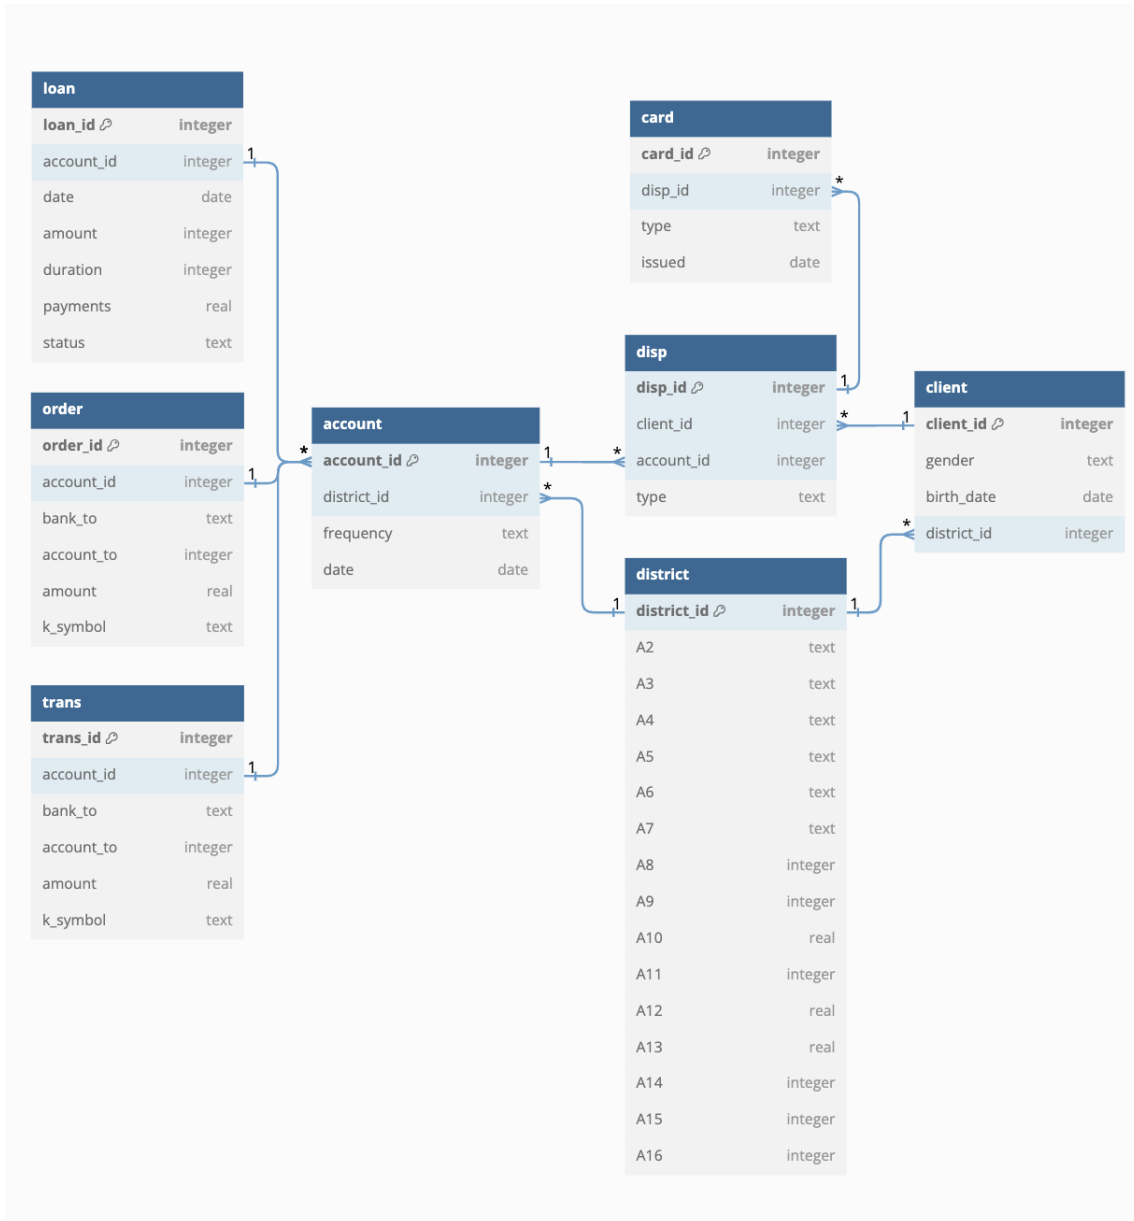 loan
loan_id integer
account_id integer
date date
amount integer
duration integer
payments real
status text
1
order
order_id integer
account_id integer
bank_to text
account_to integer
amount real
k_symbol text
1
trans
trans_id integer
account_id integer
bank_to text
account_to integer
amount real
k_symbol text
1
account
* account_id integer 1
district_id integer *
frequency text
date date
card
card_id integer
disp_id integer *
type text
issued date
disp
disp_id integer 1
client_id integer *
* account_id integer
type text
client
1 client_id integer
gender text
birth_date date
* district_id integer
district
1 district_id integer 1
A2 text
A3 text
A4 text
A5 text
A6 text
A7 text
A8 integer
A9 integer
A10 real
A11 integer
A12 real
A13 real
A14 integer
A15 integer
A16 integer